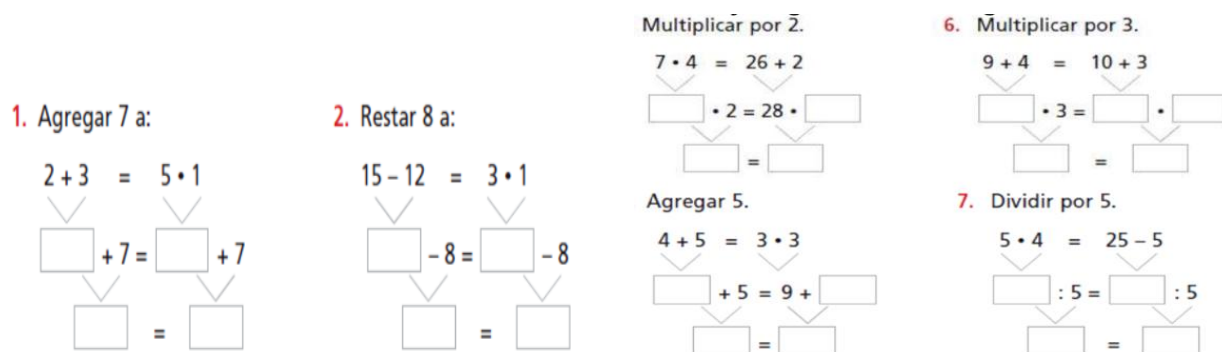 1. Agregar 7 a:
2 + 3 = 5 • 1
+ 7 = + 7
=
2. Restar 8 a:
15 – 12 = 3 • 1
– 8 = – 8
=
Multiplicar por 2.
7 • 4 = 26 + 2
• 2 = 28 •
=
Agregar 5.
4 + 5 = 3 • 3
+ 5 = 9 +
=
6. Multiplicar por 3.
9 + 4 = 10 + 3
• 3 = •
=
7. Dividir por 5.
5 • 4 = 25 – 5
: 5 = : 5
=